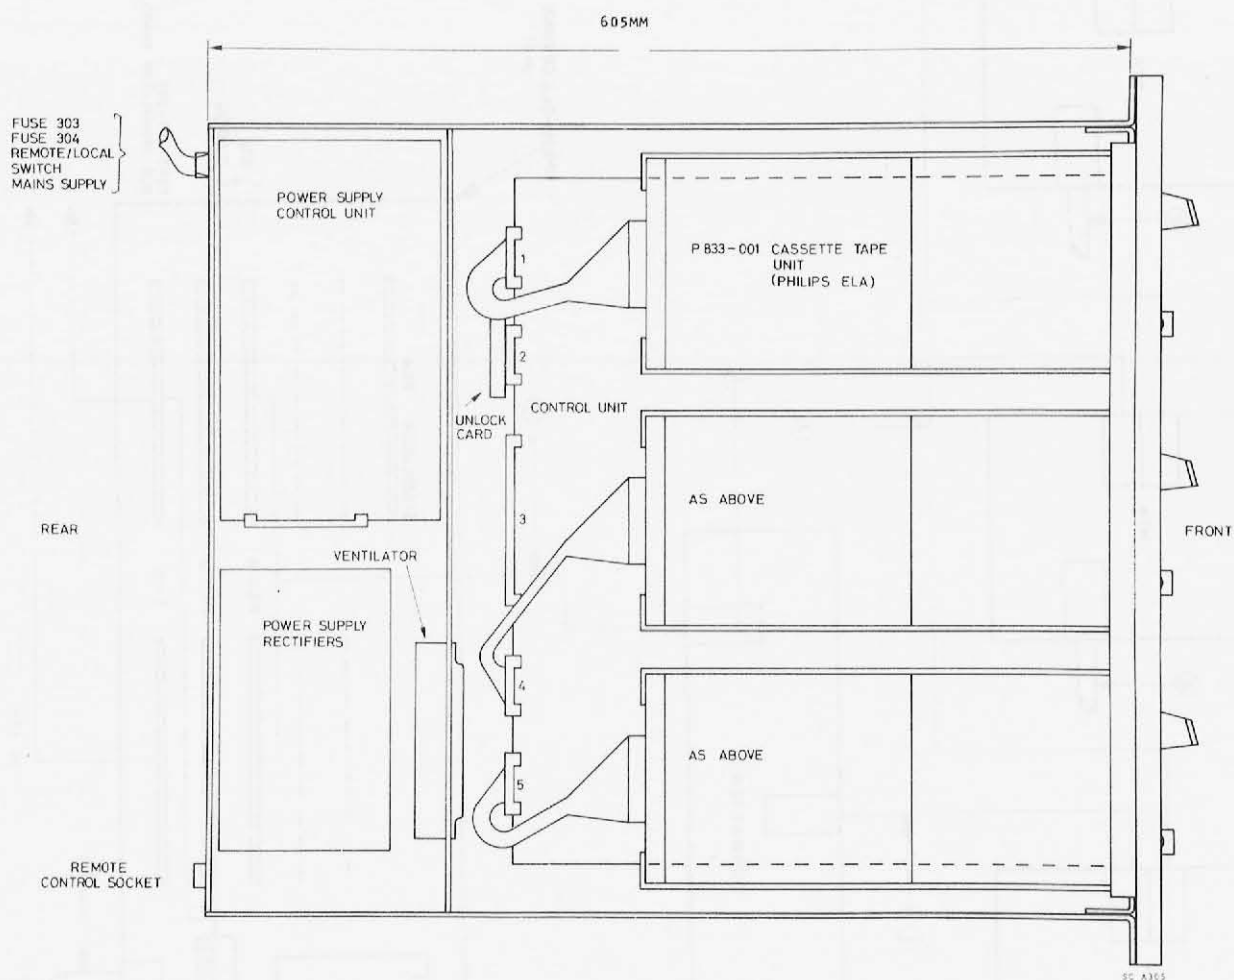 605MM
FUSE 303
FUSE 304
REMOTE/LOCAL
SWITCH
MAINS SUPPLY
POWER SUPPLY
CONTROL UNIT
1
P833-001 CASSETTE TAPE
UNIT
(PHILIPS ELA)
2
CONTROL UNIT
UNLOCK
CARD
3
AS ABOVE
REAR
FRONT
VENTILATOR
POWER SUPPLY
RECTIFIERS
4
AS ABOVE
5
REMOTE
CONTROL SOCKET
SC A305